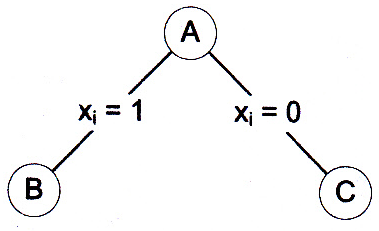 A
xᵢ = 1
xᵢ = 0
B
C